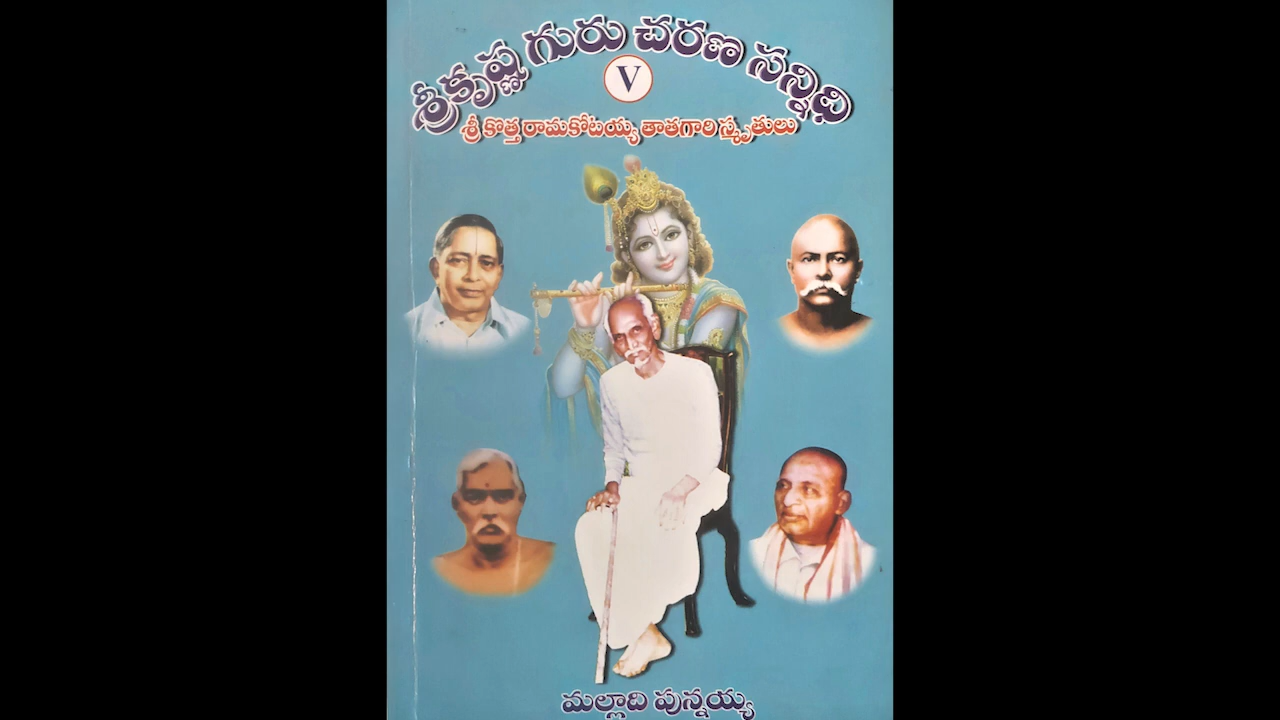 శ్రీకృష్ణ గురు చరణ సన్నిధి
V
శ్రీ కొత్త రామకోటయ్య తాతగారి స్మృతులు
మల్లాది పున్నయ్య